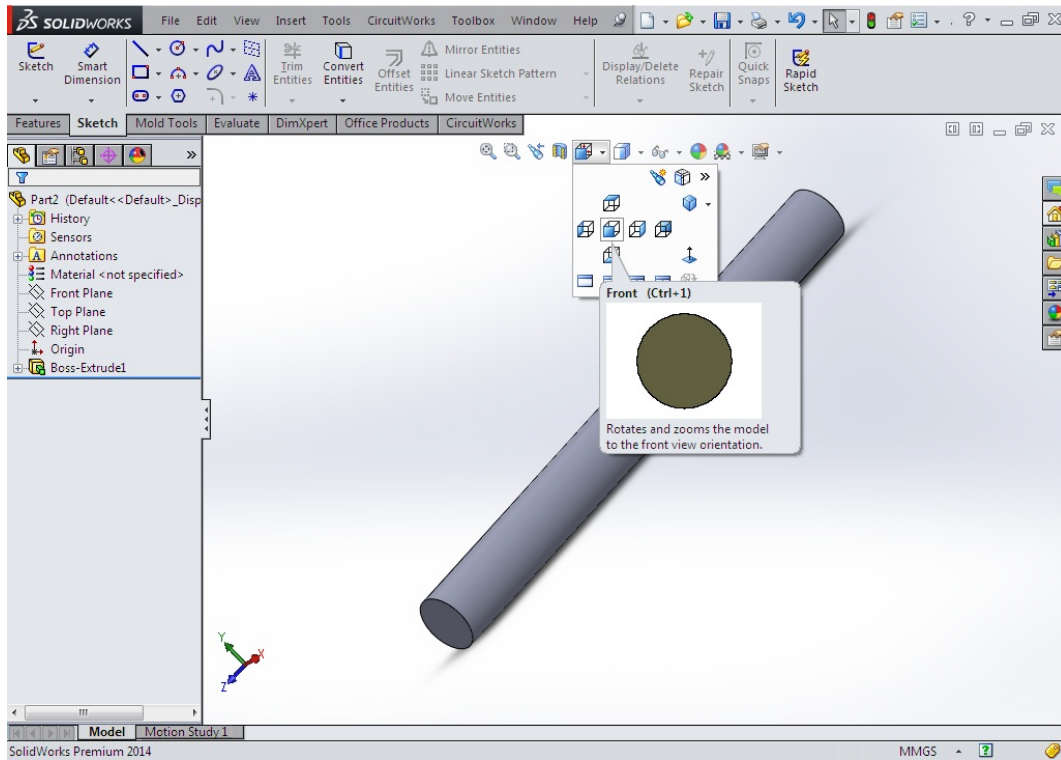 SOLIDWORKS File Edit View Insert Tools CircuitWorks Toolbox Window Help
Sketch
Smart Dimension
Trim Entities
Convert Entities
Offset Entities
Mirror Entities
Linear Sketch Pattern
Move Entities
Display/Delete Relations
Repair Sketch
Quick Snaps
Rapid Sketch
Features Sketch Mold Tools Evaluate DimXpert Office Products CircuitWorks
Part2 (Default<<Default>_Disp
History
Sensors
Annotations
Material <not specified>
Front Plane
Top Plane
Right Plane
Origin
Boss-Extrude1
Front (Ctrl+1)
Rotates and zooms the model
to the front view orientation.
Y
X
Z
Model Motion Study 1
SolidWorks Premium 2014 MMGS